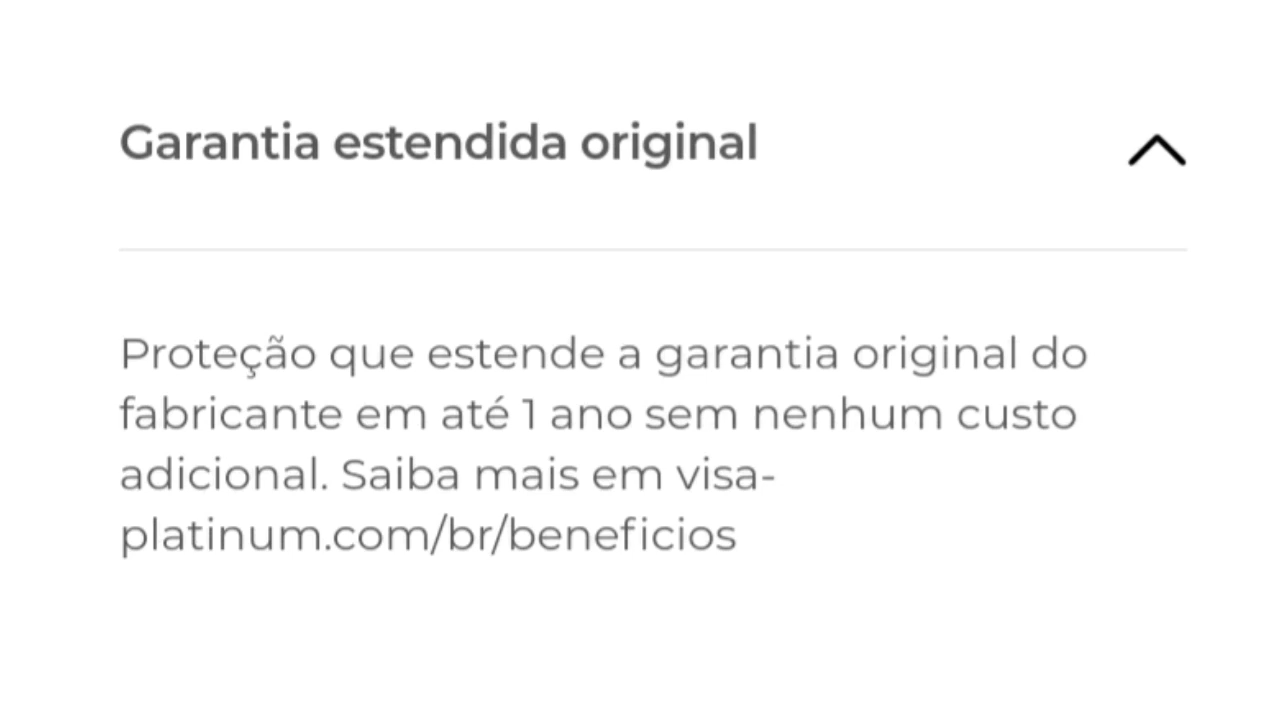 Garantia estendida original
Proteção que estende a garantia original do
fabricante em até 1 ano sem nenhum custo
adicional. Saiba mais em visa-
platinum.com/br/beneficios